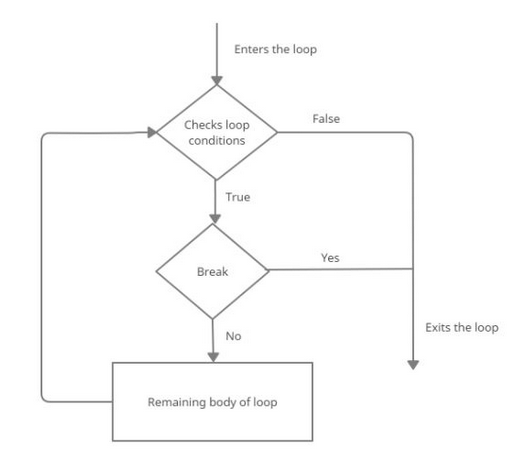 Enters the loop
Checks loop
conditions
False
True
Break
Yes
No
Exits the loop
Remaining body of loop